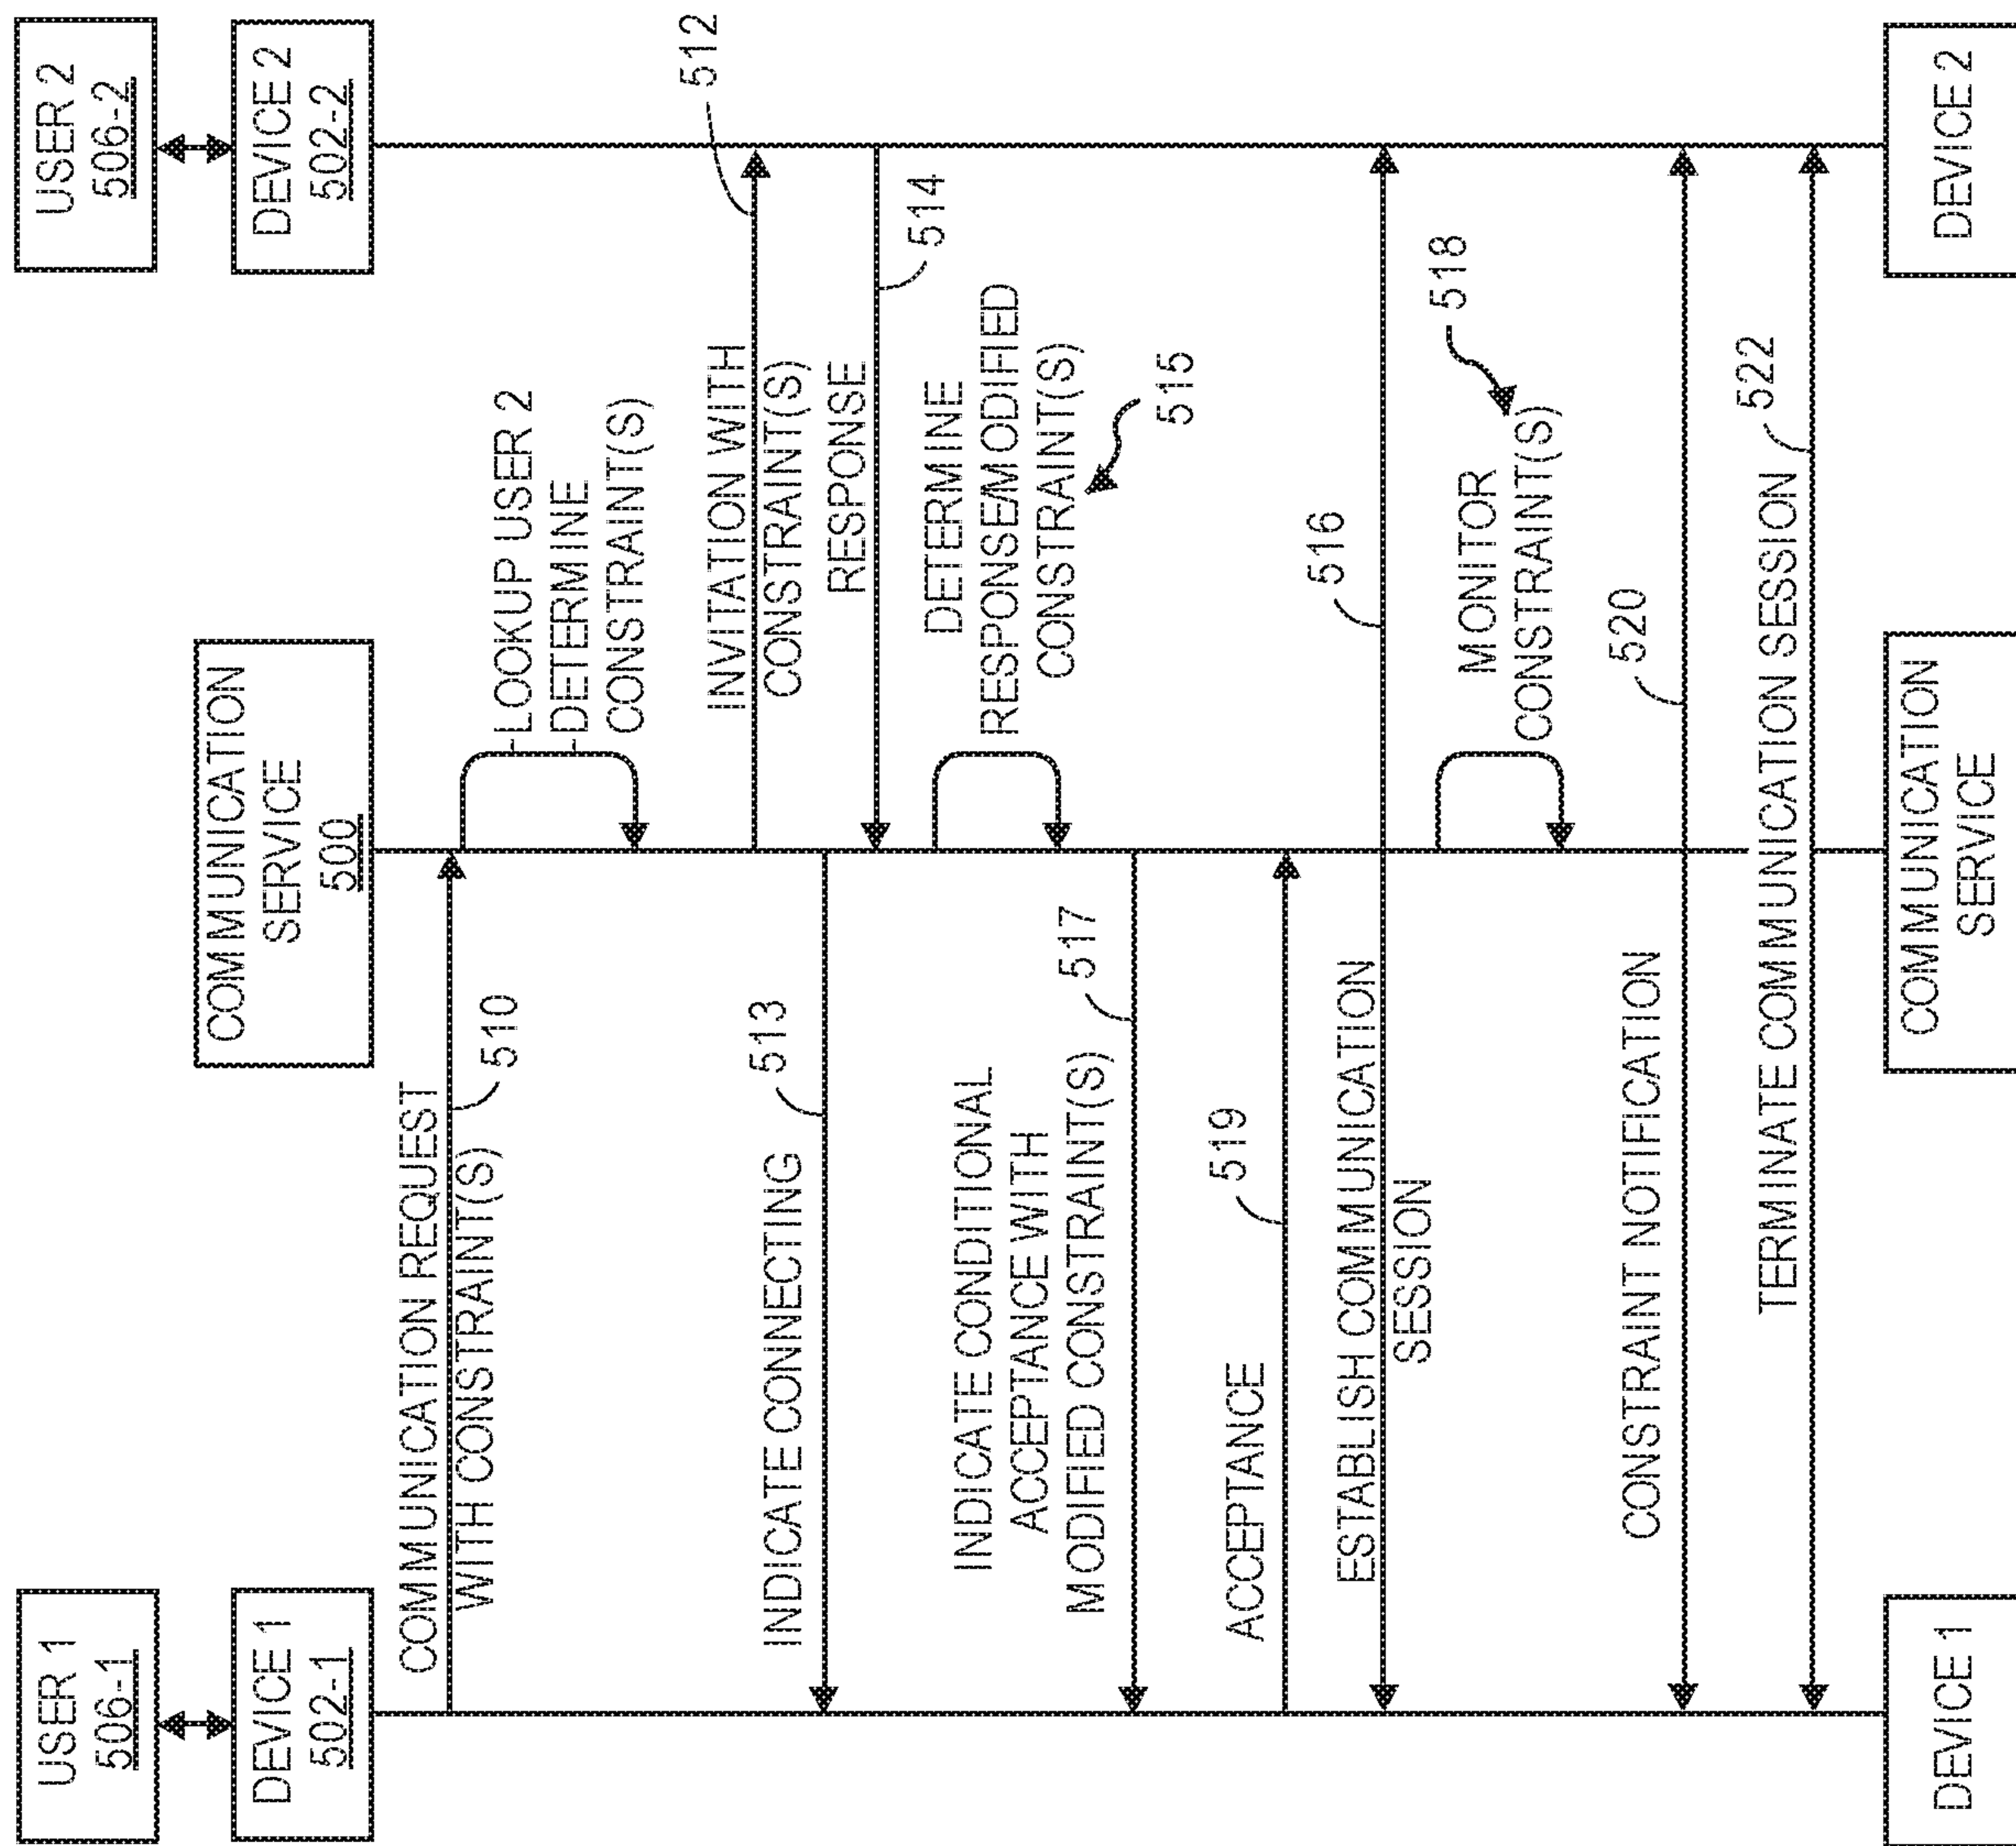 USER 1
506-1
DEVICE 1
502-1
COMMUNICATION
SERVICE
500
USER 2
506-2
DEVICE 2
502-2
COMMUNICATION REQUEST
WITH CONSTRAINT(S)
510
-LOOKUP USER 2
-DETERMINE
CONSTRAINT(S)
INVITATION WITH
CONSTRAINT(S)
512
INDICATE CONNECTING
513
RESPONSE
514
DETERMINE
RESPONSE/MODIFIED
CONSTRAINT(S)
515
INDICATE CONDITIONAL
ACCEPTANCE WITH
MODIFIED CONSTRAINT(S)
517
ACCEPTANCE
519
ESTABLISH COMMUNICATION
SESSION
516
MONITOR
CONSTRAINT(S)
518
CONSTRAINT NOTIFICATION
520
TERMINATE COMMUNICATION SESSION
522
DEVICE 1
COMMUNICATION
SERVICE
DEVICE 2